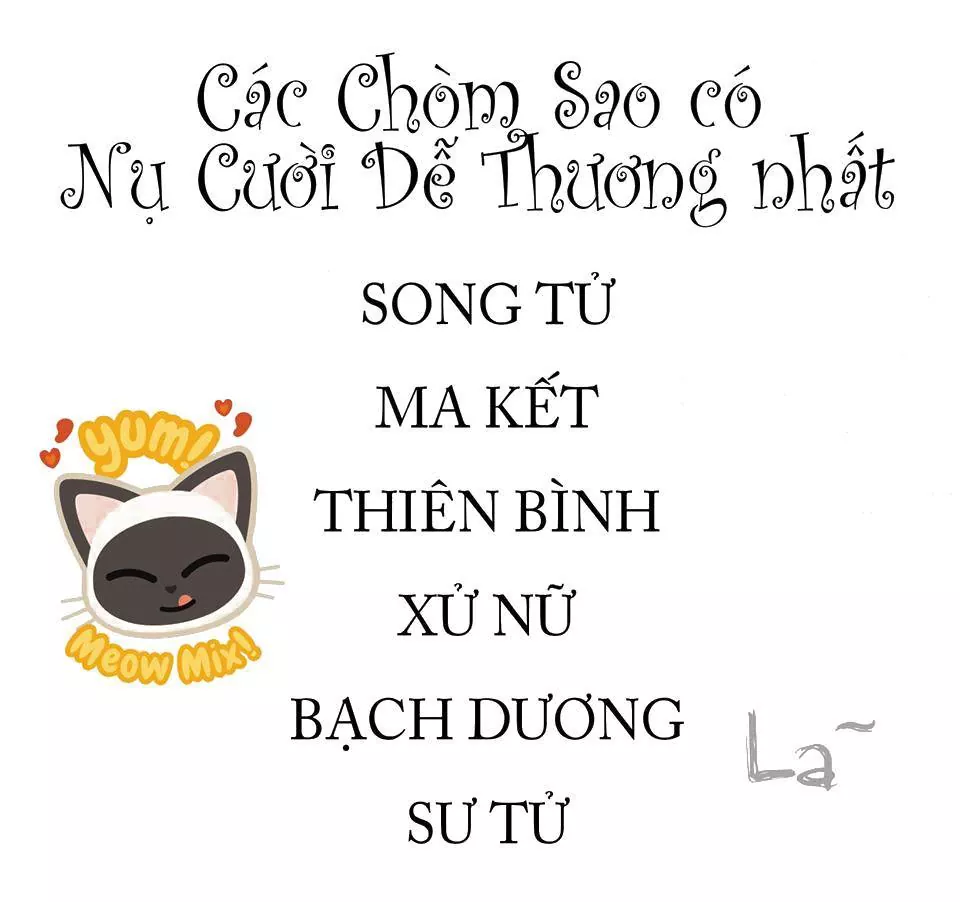 Các Chòm Sao có
Nụ Cười Dễ Thương nhất
SONG TỬ
MA KẾT
yum!
THIÊN BÌNH
XỬ NỮ
Meow Mix!
BẠCH DƯƠNG
La~
SƯ TỬ